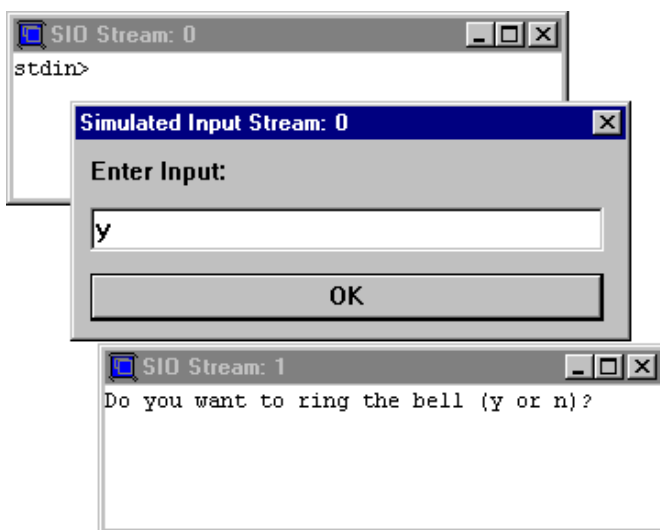 SIO Stream: 0
stdin>
Simulated Input Stream: 0
Enter Input:
y
OK
SIO Stream: 1
Do you want to ring the bell (y or n)?